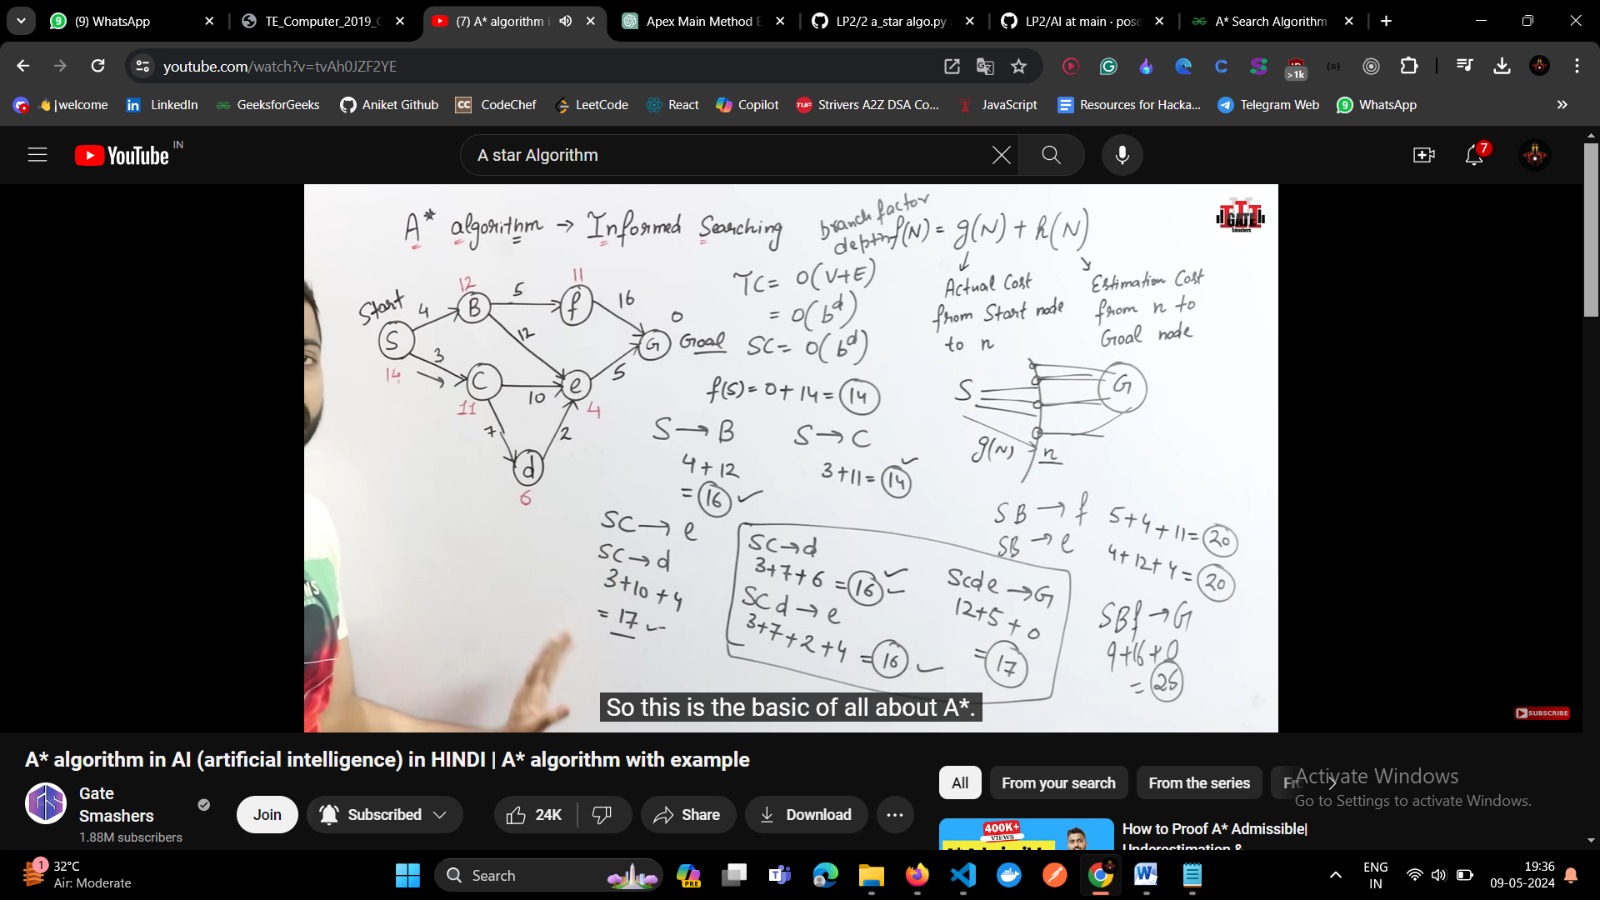 (9) WhatsApp
TE_Computer_2019_C
(7) A* algorithm i
Apex Main Method E
LP2/2 a_star algo.py
LP2/AI at main · pose
A* Search Algorithm
youtube.com/watch?v=tvAh0JZF2YE
>1k
|welcome
LinkedIn
GeeksforGeeks
Aniket Github
CodeChef
LeetCode
React
Copilot
Strivers A2Z DSA Co...
JavaScript
Resources for Hacka...
Telegram Web
WhatsApp
YouTube IN
A star Algorithm
7
A* algorithm → Informed Searching
branch factor
depth
f(N) = g(N) + h(N)
Actual Cost
from Start node
to n
Estimation Cost
from n to
Goal node
TC = O(V+E)
= O(b^d)
SC = O(b^d)
Start
S
14
4
3
12
B
5
11
f
16
12
0
G Goal
C
11
10
e
4
5
7
2
d
6
f(S) = 0 + 14 = 14
S → B
4 + 12
= 16 ✓
S → C
3 + 11 = 14 ✓
S
G
g(N)
n
SC → e
SC → d
3+10+4
= 17 ✓
SC→d
3+7+6 = 16 ✓
SCd → e
3+7+2+4 = 16 ✓
Scde → G
12+5+0
= 17
SB → f 5+4+11 = 20
SB → e 4+12+4 = 20
SBf → G
9+16+0
= 25
GATE
Smashers
So this is the basic of all about A*.
SUBSCRIBE
A* algorithm in AI (artificial intelligence) in HINDI | A* algorithm with example
Gate
Smashers
1.88M subscribers
Join
Subscribed
24K
Share
Download
All
From your search
From the series
Activate Windows
Go to Settings to activate Windows.
400K+
VIEWS
How to Proof A* Admissible|
Underestimation &
1
32°C
Air: Moderate
Search
PRE
ENG
IN
19:36
09-05-2024